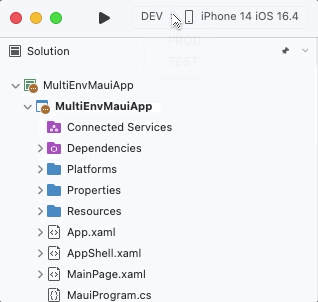 DEV iPhone 14 iOS 16.4
PROD
TEST
Solution
MultiEnvMauiApp
MultiEnvMauiApp
Connected Services
Dependencies
Platforms
Properties
Resources
App.xaml
AppShell.xaml
MainPage.xaml
MauiProgram.cs